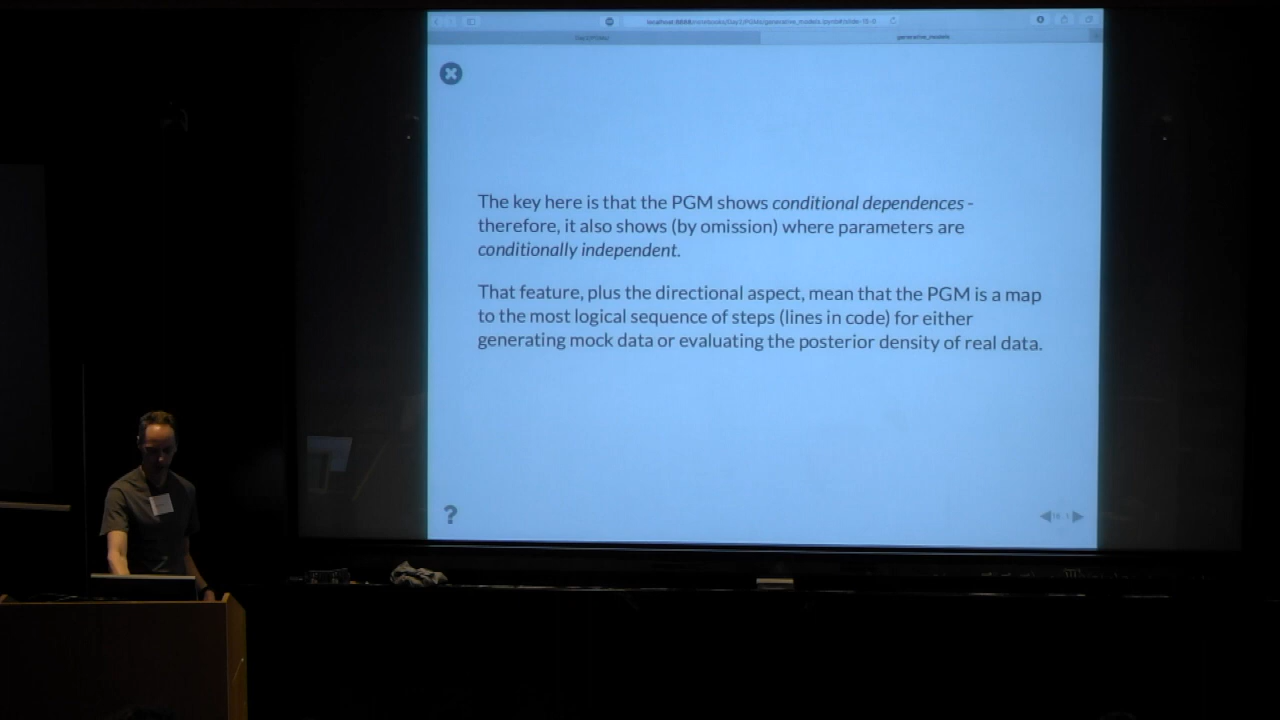 generative_models
The key here is that the PGM shows conditional dependences -
therefore, it also shows (by omission) where parameters are
conditionally independent.
That feature, plus the directional aspect, mean that the PGM is a map
to the most logical sequence of steps (lines in code) for either
generating mock data or evaluating the posterior density of real data.
?